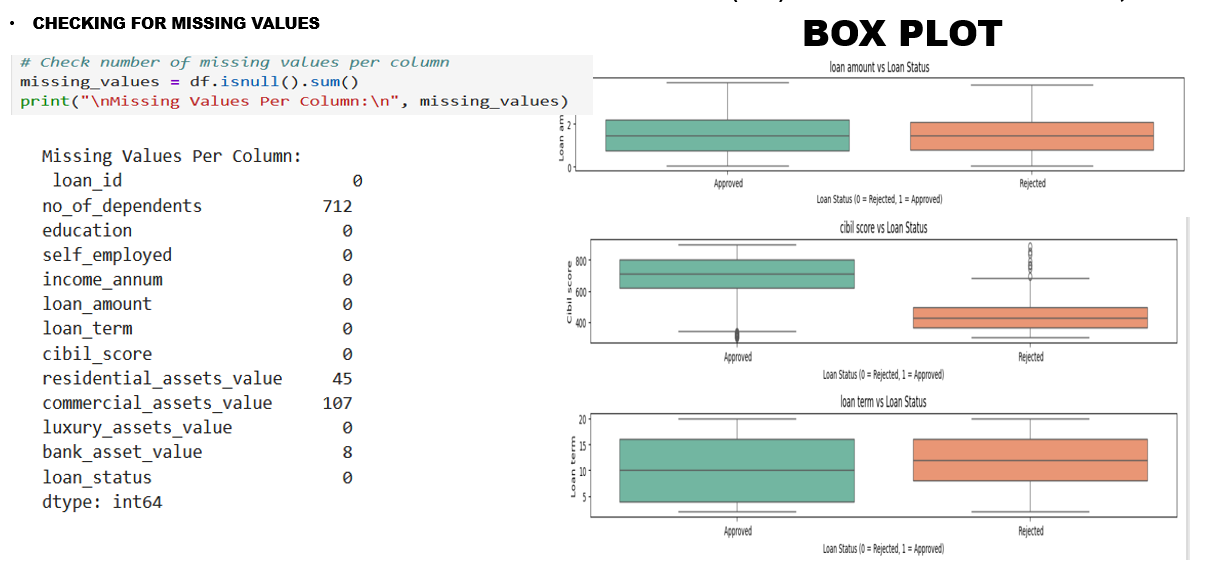 • CHECKING FOR MISSING VALUES
# Check number of missing values per column
missing_values = df.isnull().sum()
print("\nMissing Values Per Column:\n", missing_values)
Missing Values Per Column:
loan_id 0
no_of_dependents 712
education 0
self_employed 0
income_annum 0
loan_amount 0
loan_term 0
cibil_score 0
residential_assets_value 45
commercial_assets_value 107
luxury_assets_value 0
bank_asset_value 8
loan_status 0
dtype: int64
BOX PLOT
loan amount vs Loan Status
Loan am
2
0
Approved Rejected
Loan Status (0 = Rejected, 1 = Approved)
cibil score vs Loan Status
Cibil score
800
600
400
Approved Rejected
Loan Status (0 = Rejected, 1 = Approved)
loan term vs Loan Status
Loan term
20
15
10
5
Approved Rejected
Loan Status (0 = Rejected, 1 = Approved)